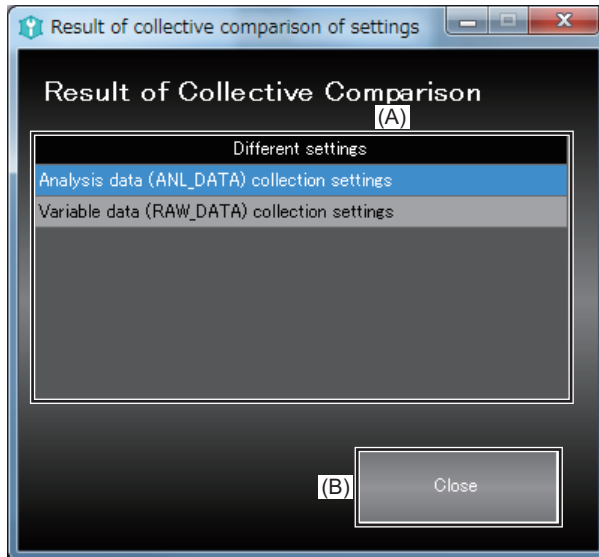 Result of collective comparison of settings
Result of Collective Comparison
(A)
Different settings
Analysis data (ANL_DATA) collection settings
Variable data (RAW_DATA) collection settings
(B)
Close